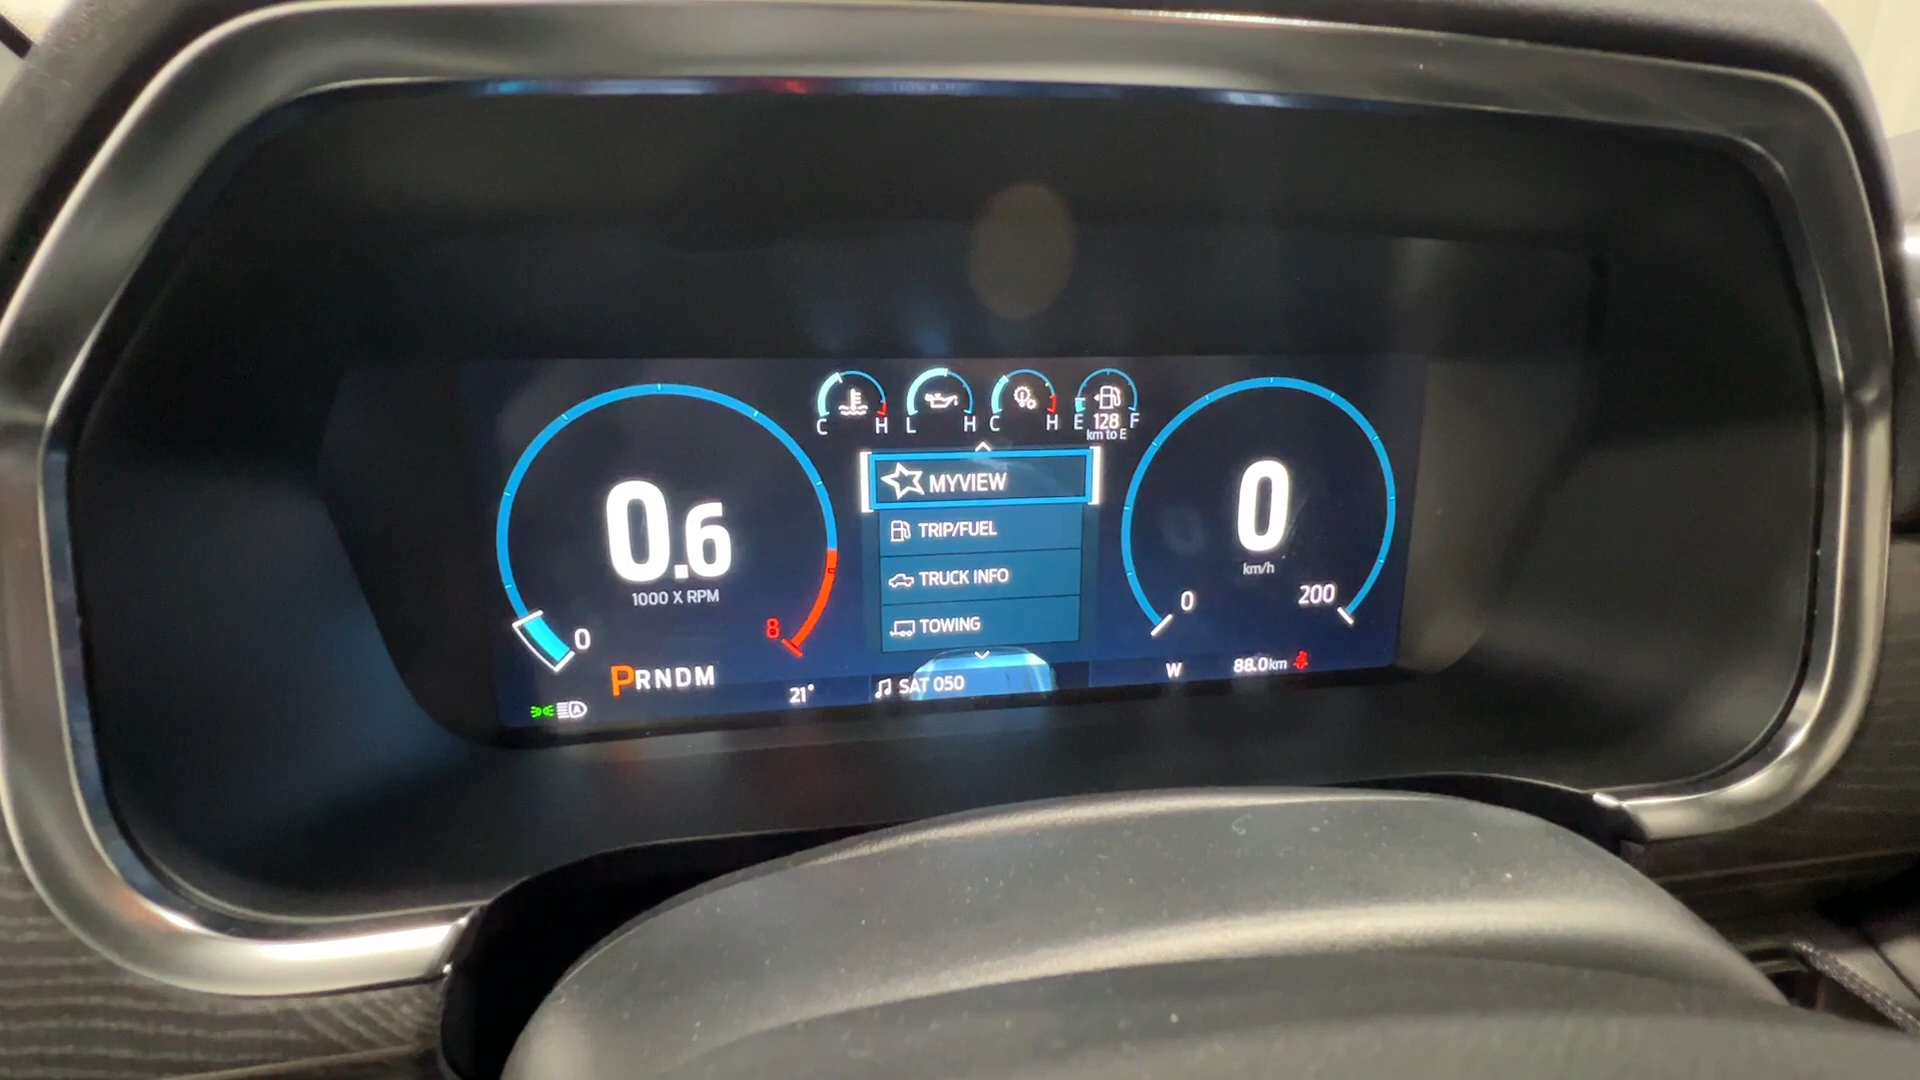 C H L H C H E 128 F
km to E
MYVIEW
TRIP/FUEL
TRUCK INFO
TOWING
0.6
1000 X RPM
0
8
PRNDM
21°
SAT 050
0
km/h
0
200
W
88.0km
A